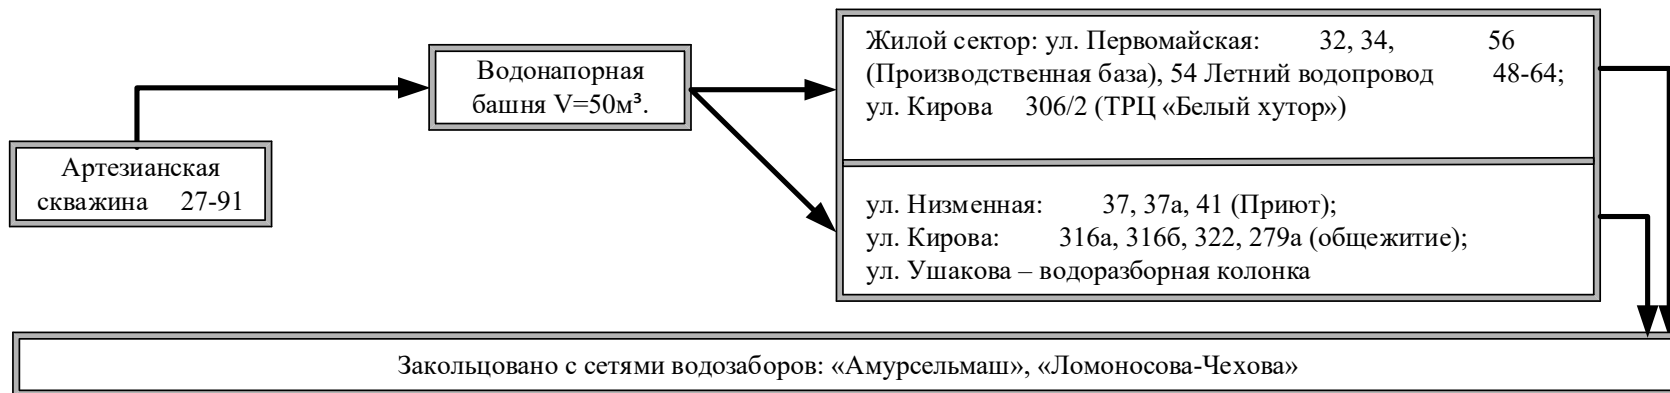 Артезианская
скважина 27-91
Водонапорная
башня V=50м³.
Жилой сектор: ул. Первомайская: 32, 34, 56
(Производственная база), 54 Летний водопровод 48-64;
ул. Кирова 306/2 (ТРЦ «Белый хутор»)
ул. Низменная: 37, 37а, 41 (Приют);
ул. Кирова: 316а, 316б, 322, 279а (общежитие);
ул. Ушакова – водоразборная колонка
Закольцовано с сетями водозаборов: «Амурсельмаш», «Ломоносова-Чехова»